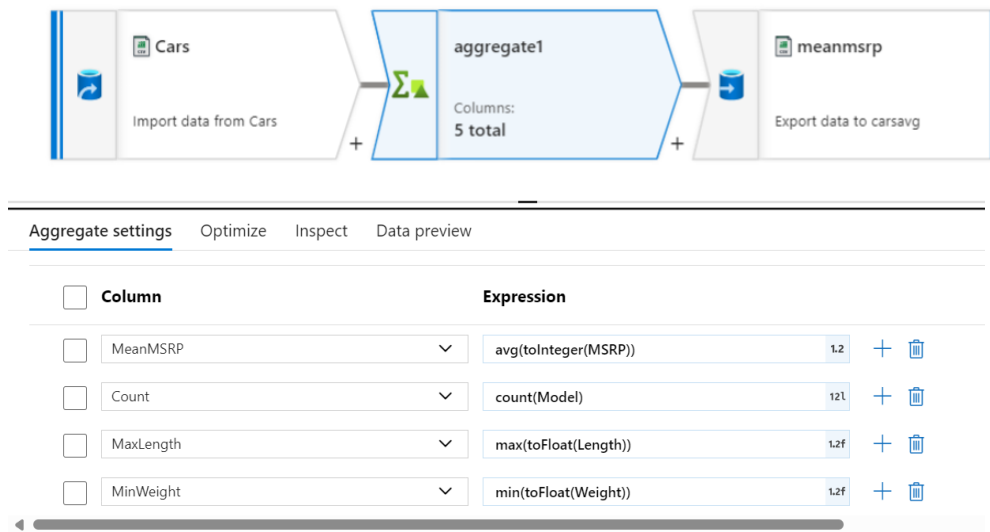 Cars
Import data from Cars
+
Σ
aggregate1
Columns:
5 total
+
meanmsrp
Export data to carsavg
Aggregate settings Optimize Inspect Data preview
Column Expression
MeanMSRP avg(toInteger(MSRP)) 1.2
Count count(Model) 12l
MaxLength max(toFloat(Length)) 1.2f
MinWeight min(toFloat(Weight)) 1.2f